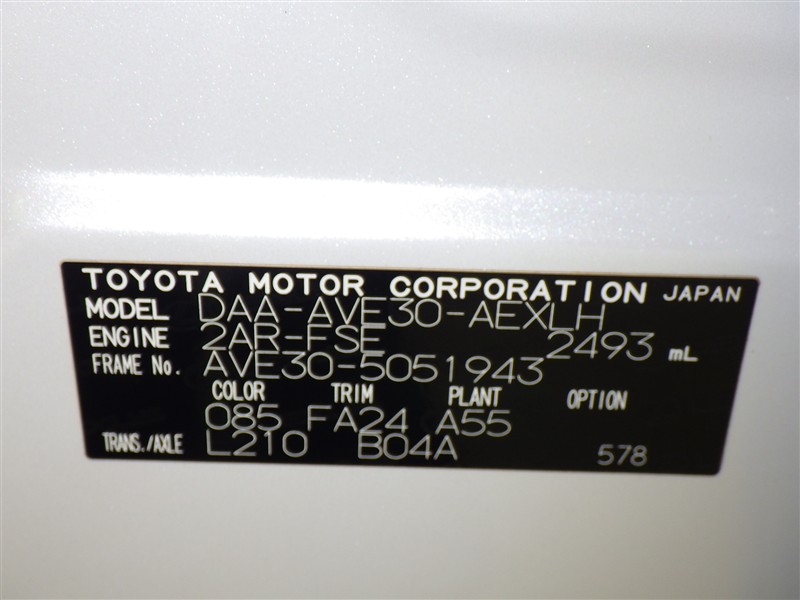 TOYOTA MOTOR CORPORATION JAPAN
MODEL DAA-AVE30-AEXLH
ENGINE 2AR-FSE 2493 mL
FRAME No. AVE30-5051943
COLOR TRIM PLANT OPTION
085 FA24 A55
TRANS./AXLE L210 B04A 578